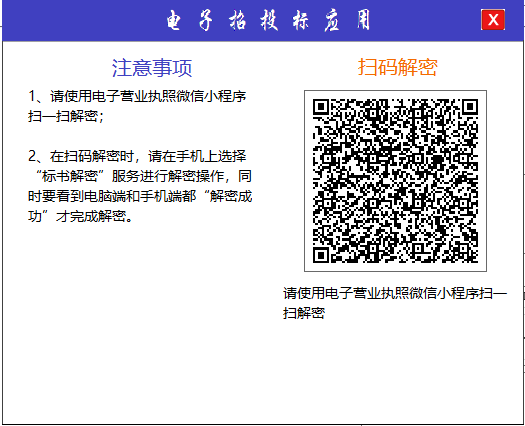 电子招投标应用
X
注意事项
1、请使用电子营业执照微信小程序
扫一扫解密；
2、在扫码解密时，请在手机上选择
“标书解密”服务进行解密操作，同
时要看到电脑端和手机端都“解密成
功”才完成解密。
扫码解密
请使用电子营业执照微信小程序扫一
扫解密